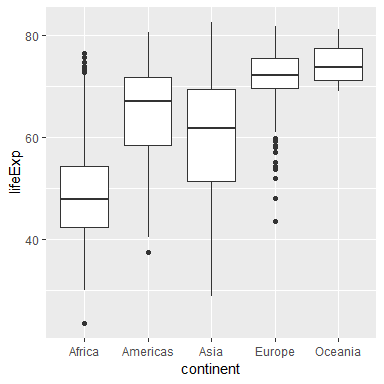 80
60
40
lifeExp
Africa Americas Asia Europe Oceania
continent